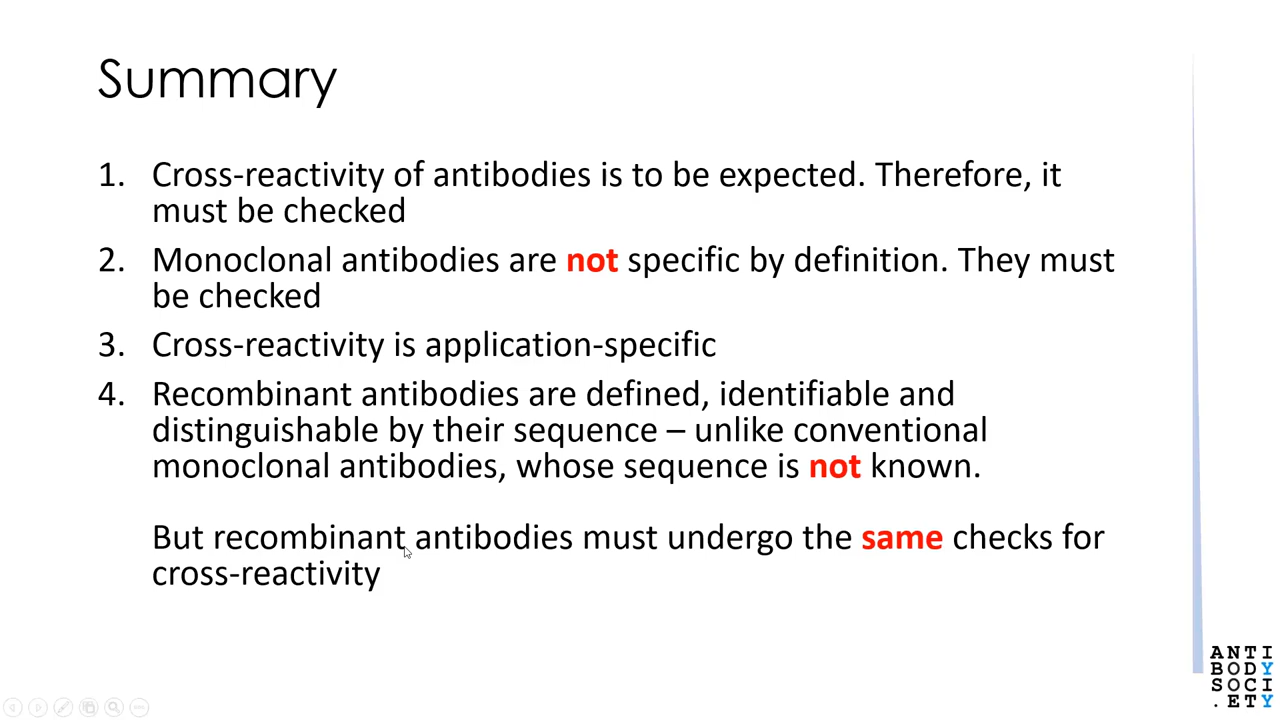 Summary
1. Cross-reactivity of antibodies is to be expected. Therefore, it
must be checked
2. Monoclonal antibodies are not specific by definition. They must
be checked
3. Cross-reactivity is application-specific
4. Recombinant antibodies are defined, identifiable and
distinguishable by their sequence – unlike conventional
monoclonal antibodies, whose sequence is not known.
But recombinant antibodies must undergo the same checks for
cross-reactivity
ANTI
BODY
SOCI
.ETY